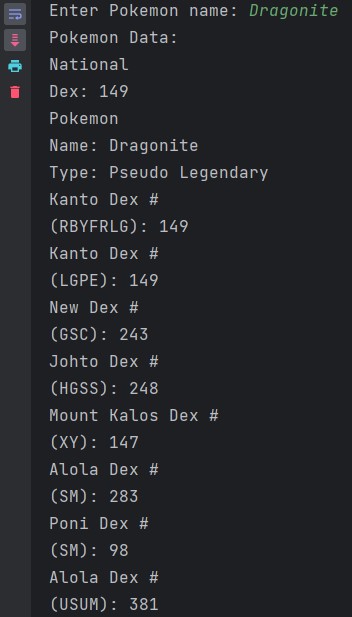 Enter Pokemon name: Dragonite
Pokemon Data:
National
Dex: 149
Pokemon
Name: Dragonite
Type: Pseudo Legendary
Kanto Dex #
(RBYFRLG): 149
Kanto Dex #
(LGPE): 149
New Dex #
(GSC): 243
Johto Dex #
(HGSS): 248
Mount Kalos Dex #
(XY): 147
Alola Dex #
(SM): 283
Poni Dex #
(SM): 98
Alola Dex #
(USUM): 381